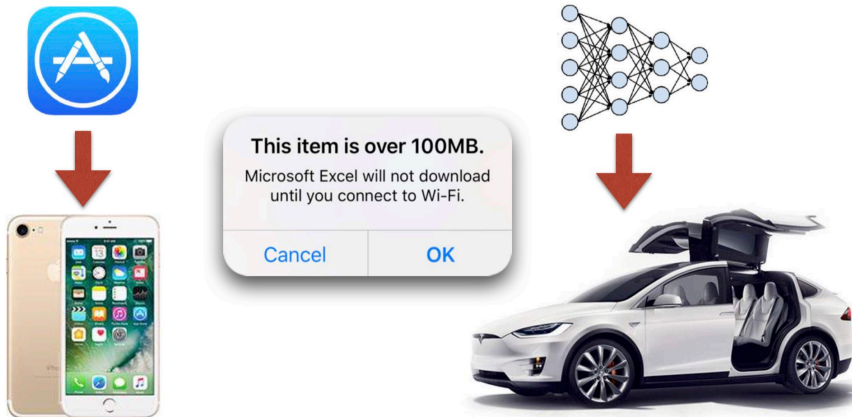 This item is over 100MB.
Microsoft Excel will not download
until you connect to Wi-Fi.
Cancel
OK